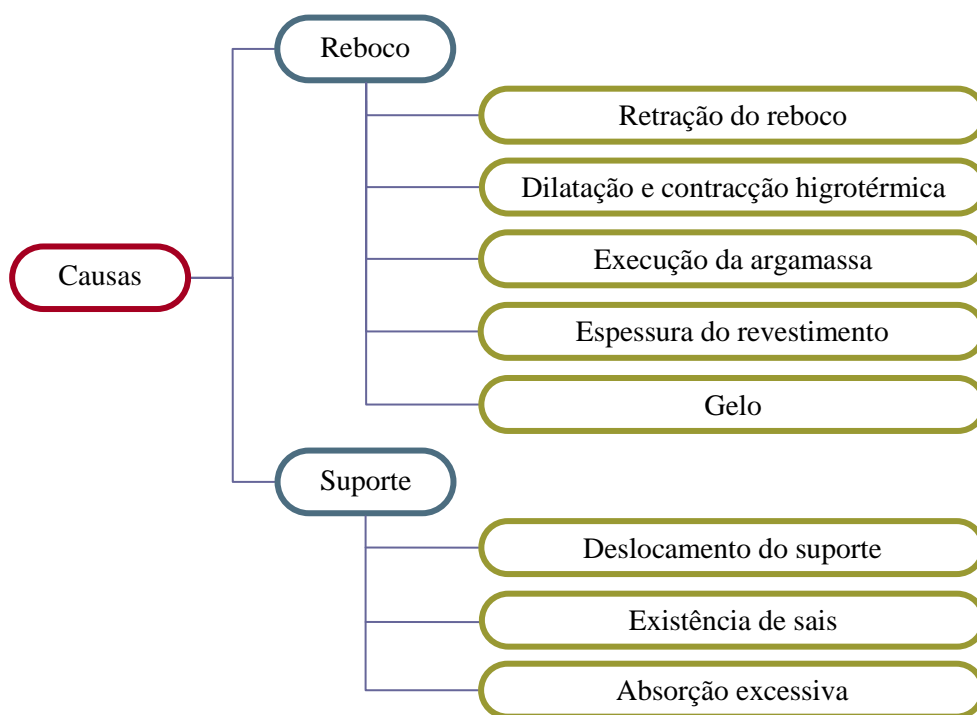 Reboco
Retração do reboco
Dilatação e contracção higrotérmica
Causas
Execução da argamassa
Espessura do revestimento
Gelo
Suporte
Deslocamento do suporte
Existência de sais
Absorção excessiva